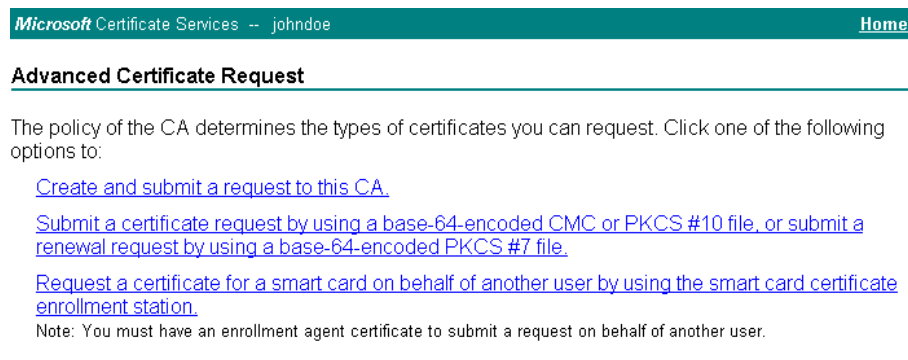 Microsoft Certificate Services -- johndoe Home
Advanced Certificate Request
The policy of the CA determines the types of certificates you can request. Click one of the following
options to:
Create and submit a request to this CA.
Submit a certificate request by using a base-64-encoded CMC or PKCS #10 file, or submit a
renewal request by using a base-64-encoded PKCS #7 file.
Request a certificate for a smart card on behalf of another user by using the smart card certificate
enrollment station.
Note: You must have an enrollment agent certificate to submit a request on behalf of another user.